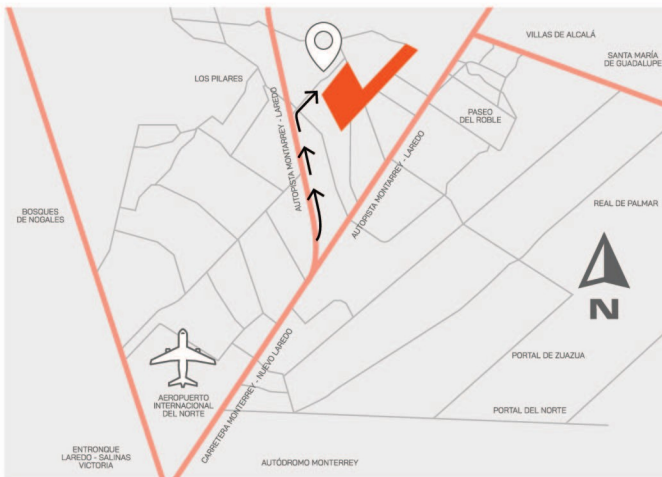 VILLAS DE ALCALÁ
SANTA MARÍA
DE GUADALUPE
LOS PILARES
AUTOPISTA MONTARREY - LAREDO
PASEO
DEL ROBLE
AUTOPISTA MONTARREY - LAREDO
BOSQUES
DE NOGALES
REAL DE PALMAR
N
AEROPUERTO
INTERNACIONAL
DEL NORTE
CARRETERA MONTERREY - NUEVO LAREDO
PORTAL DE ZUAZUA
PORTAL DEL NORTE
ENTRONQUE
LAREDO - SALINAS
VICTORIA
AUTÓDROMO MONTERREY